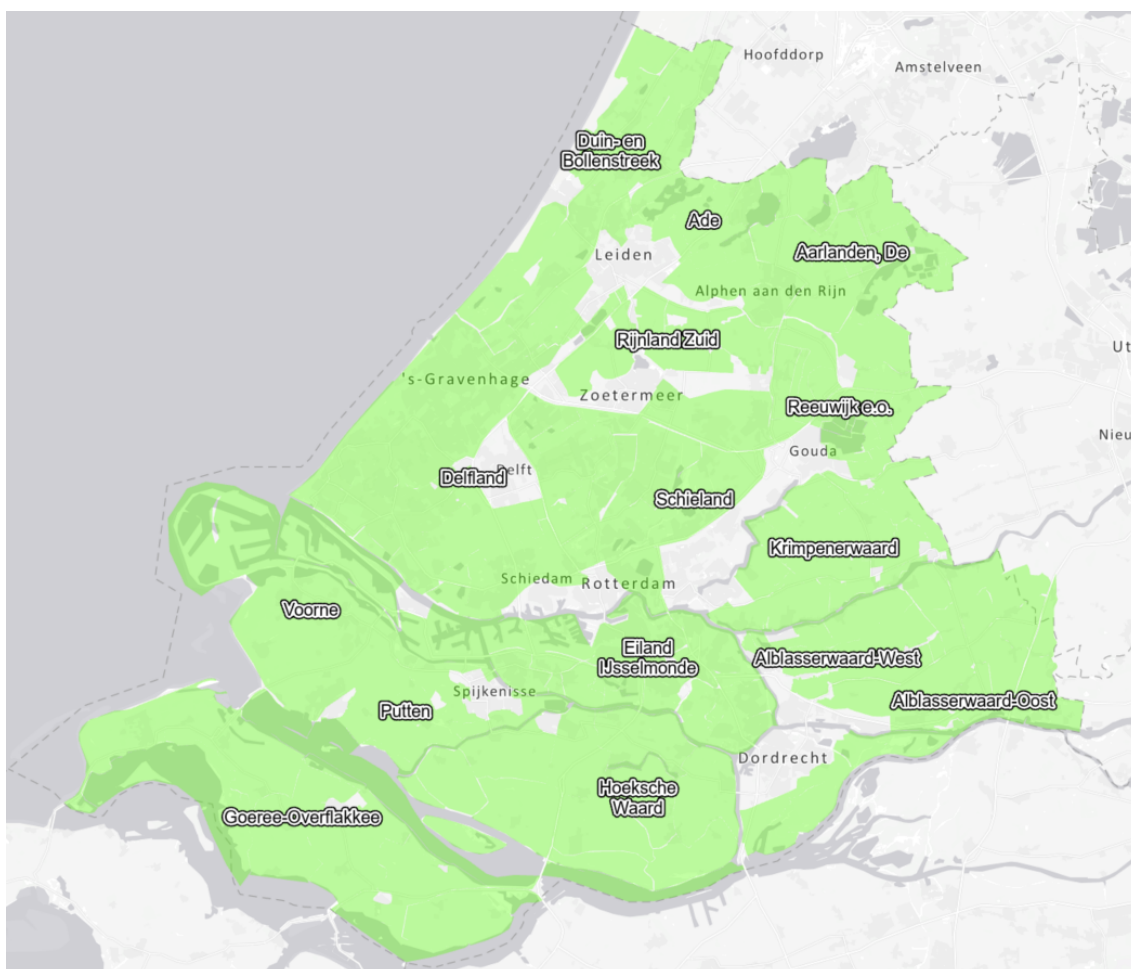 Hoofddorp
Amstelveen
Duin- en
Bollenstreek
Ade
Aarlanden, De
Leiden
Alphen aan den Rijn
Rijnland Zuid
Ut
's-Gravenhage
Zoetermeer
Reeuwijk e.o.
Nieu
Gouda
Delfland
Delft
Schieland
Krimpenerwaard
Schiedam
Rotterdam
Voorne
Eiland
IJsselmonde
Alblasserwaard-West
Spijkenisse
Alblasserwaard-Oost
Putten
Dordrecht
Hoeksche
Waard
Goeree-Overflakkee